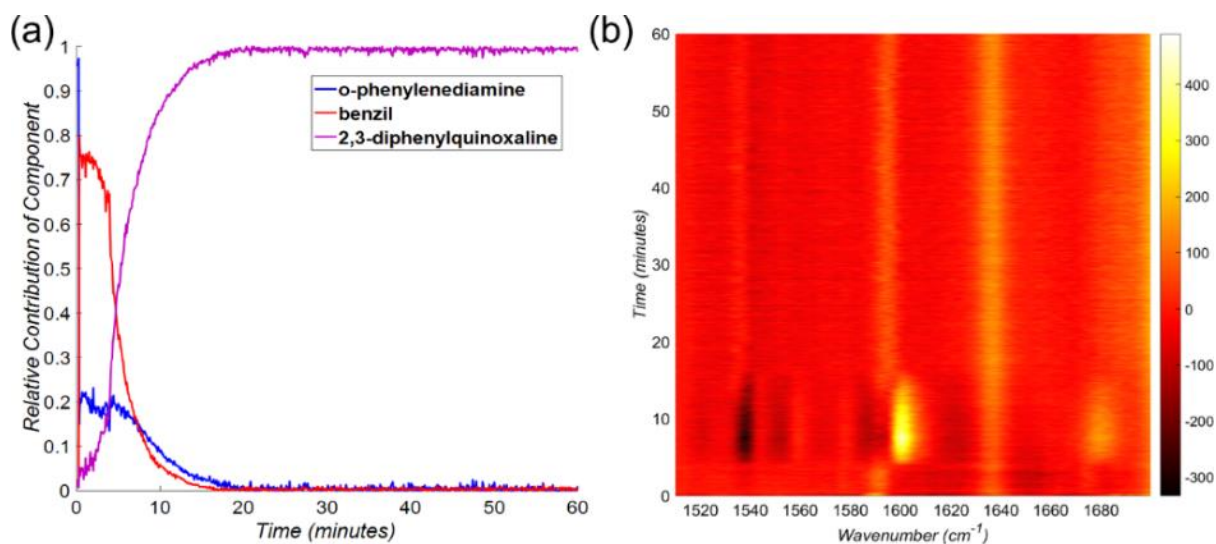 (a)
1
0.9
0.8
0.7
0.6
0.5
0.4
0.3
0.2
0.1
0
Relative Contribution of Component
o-phenylenediamine
benzil
2,3-diphenylquinoxaline
0 10 20 30 40 50 60
Time (minutes)
(b)
60
50
40
30
20
10
0
Time (minutes)
1520 1540 1560 1580 1600 1620 1640 1660 1680
Wavenumber (cm⁻¹)
400
300
200
100
0
-100
-200
-300